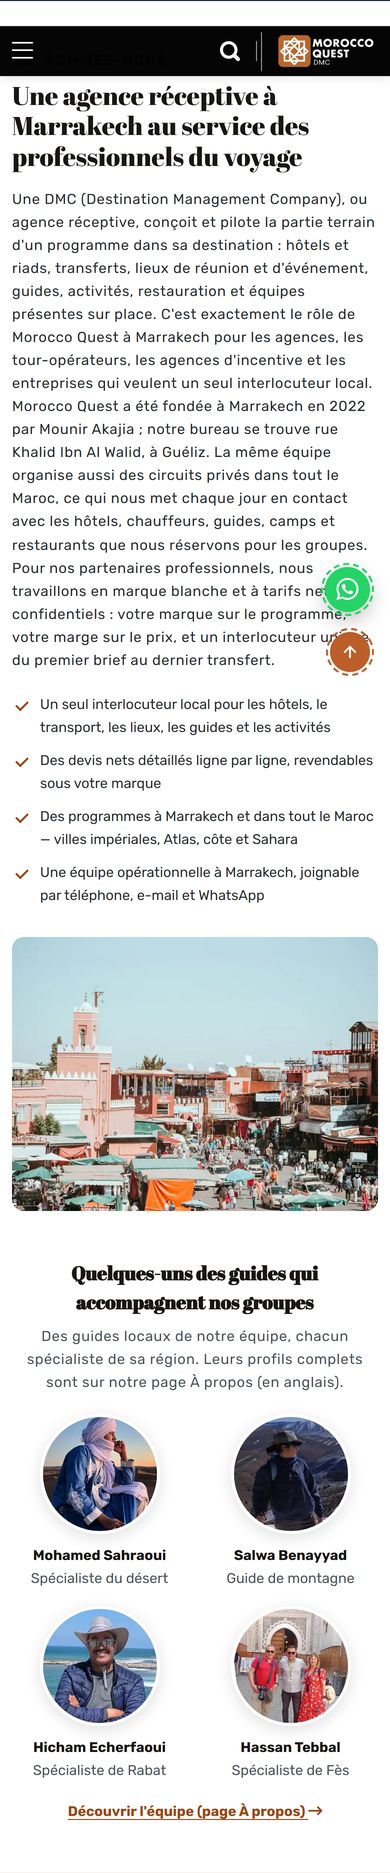 SOMMES-NOUS
MOROCCO
QUEST
DMC
Une agence réceptive à
Marrakech au service des
professionnels du voyage
Une DMC (Destination Management Company), ou
agence réceptive, conçoit et pilote la partie terrain
d'un programme dans sa destination : hôtels et
riads, transferts, lieux de réunion et d'événement,
guides, activités, restauration et équipes
présentes sur place. C'est exactement le rôle de
Morocco Quest à Marrakech pour les agences, les
tour-opérateurs, les agences d'incentive et les
entreprises qui veulent un seul interlocuteur local.
Morocco Quest a été fondée à Marrakech en 2022
par Mounir Akajia ; notre bureau se trouve rue
Khalid Ibn Al Walid, à Guéliz. La même équipe
organise aussi des circuits privés dans tout le
Maroc, ce qui nous met chaque jour en contact
avec les hôtels, chauffeurs, guides, camps et
restaurants que nous réservons pour les groupes.
Pour nos partenaires professionnels, nous
travaillons en marque blanche et à tarifs
confidentiels : votre marque sur le programme,
votre marge sur le prix, et un interlocuteur
du premier brief au dernier transfert.
Un seul interlocuteur local pour les hôtels, le
transport, les lieux, les guides et les activités
Des devis nets détaillés ligne par ligne, revendables
sous votre marque
Des programmes à Marrakech et dans tout le Maroc
— villes impériales, Atlas, côte et Sahara
Une équipe opérationnelle à Marrakech, joignable
par téléphone, e-mail et WhatsApp
Quelques-uns des guides qui
accompagnent nos groupes
Des guides locaux de notre équipe, chacun
spécialiste de sa région. Leurs profils complets
sont sur notre page À propos (en anglais).
Mohamed Sahraoui
Spécialiste du désert
Salwa Benayyad
Guide de montagne
Hicham Echerfaoui
Spécialiste de Rabat
Hassan Tebbal
Spécialiste de Fès
Découvrir l'équipe (page À propos) →